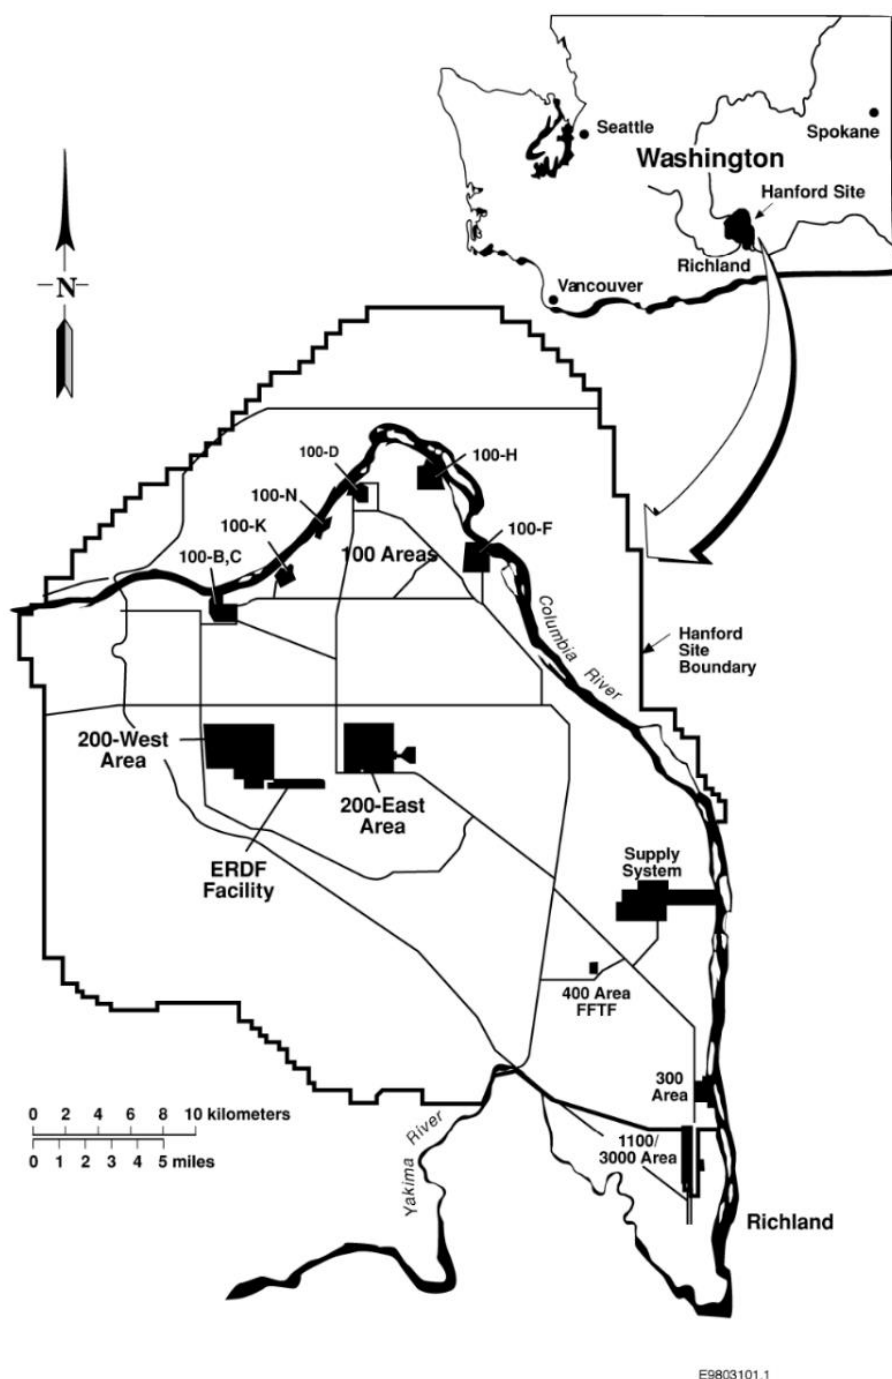 Seattle
Spokane
Washington
Hanford Site
Richland
Vancouver
N
100-D
100-H
100-N
100-K
100-F
100 Areas
100-B,C
Columbia River
Hanford
Site
Boundary
200-West
Area
200-East
Area
ERDF
Facility
Supply
System
400 Area
FFTF
300
Area
0 2 4 6 8 10 kilometers
0 1 2 3 4 5 miles
Yakima River
1100/
3000 Area
Richland
E9803101.1